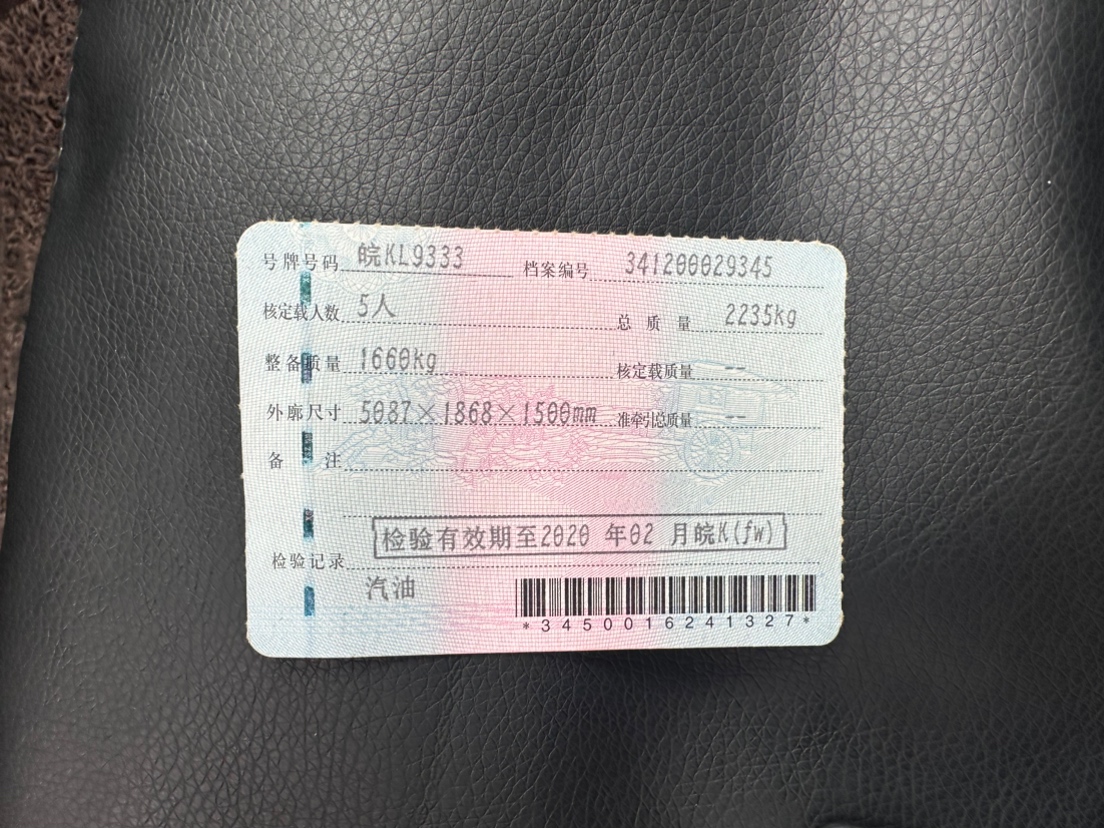 号牌号码 皖KL9333 档案编号 341200029345
核定载人数 5人 总质量 2235kg
整备质量 1660kg 核定载质量 --
外廓尺寸 5087×1868×1500mm 准牵引总质量 --
备注
检验有效期至2020 年02 月皖K(fw)
检验记录
汽油
*3450016241327*